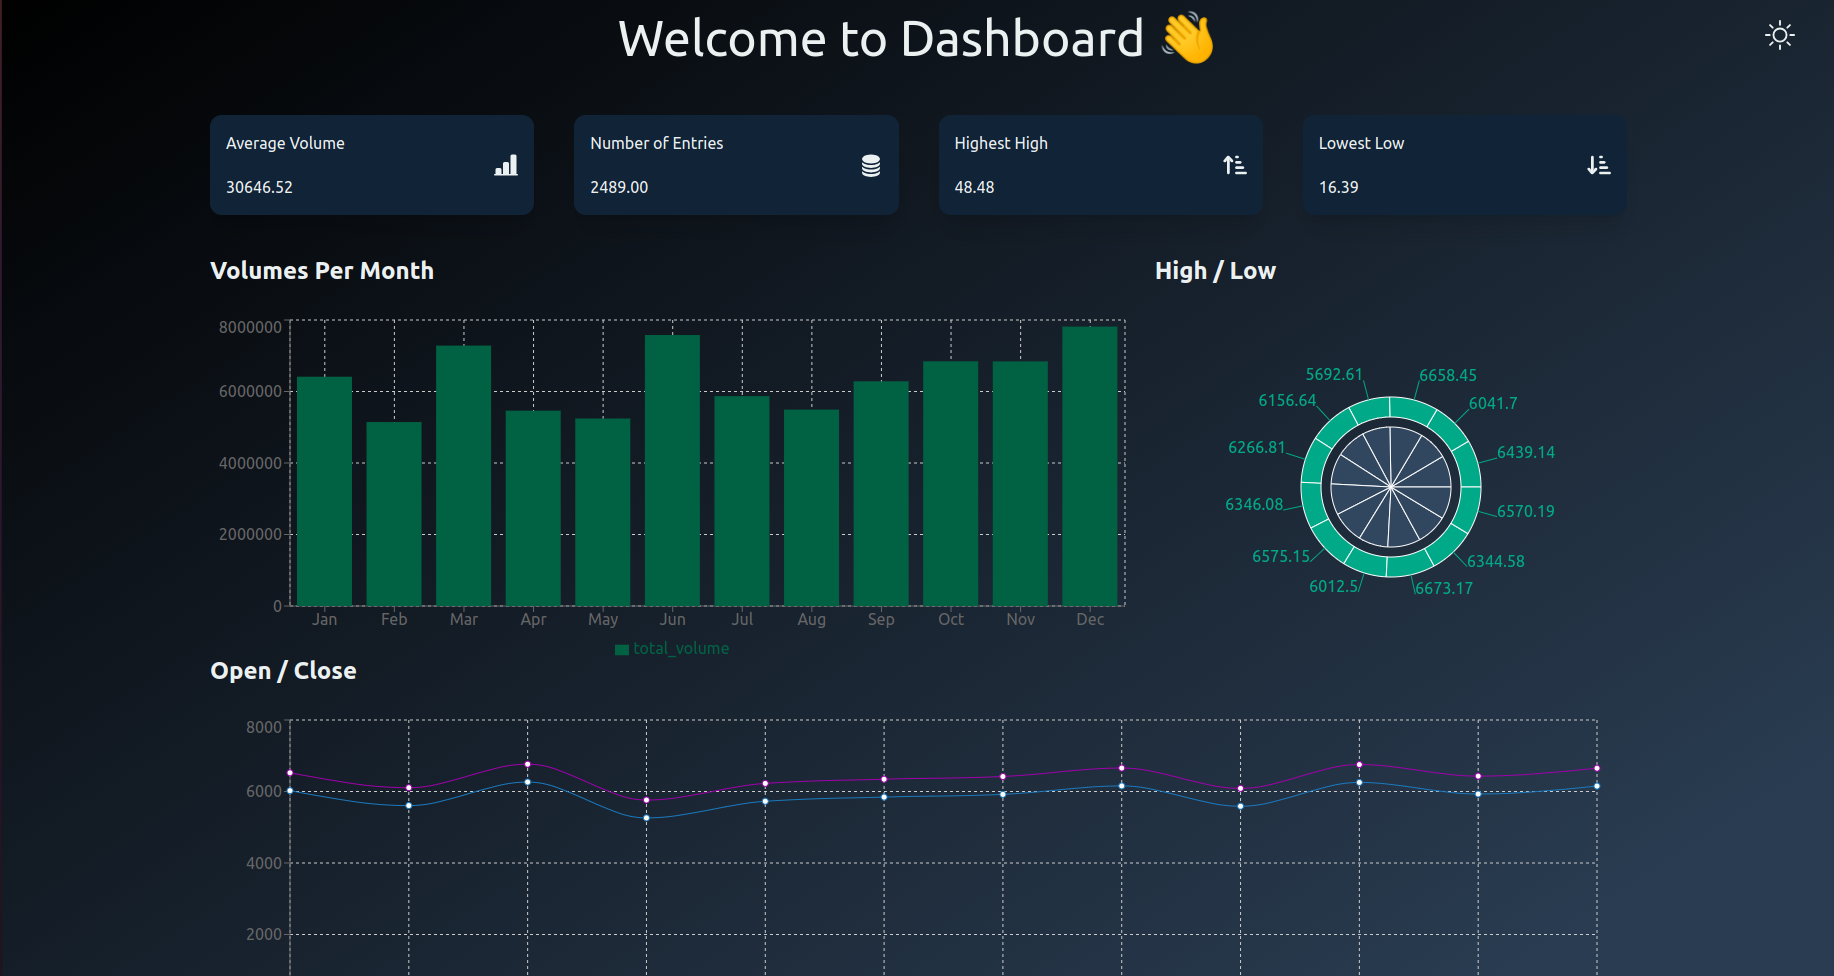 Welcome to Dashboard 👋
Average Volume
30646.52
Number of Entries
2489.00
Highest High
48.48
Lowest Low
16.39
Volumes Per Month
8000000
6000000
4000000
2000000
0
Jan Feb Mar Apr May Jun Jul Aug Sep Oct Nov Dec
total_volume
High / Low
5692.61
6658.45
6156.64
6041.7
6266.81
6439.14
6346.08
6570.19
6575.15
6344.58
6012.5
6673.17
Open / Close
8000
6000
4000
2000